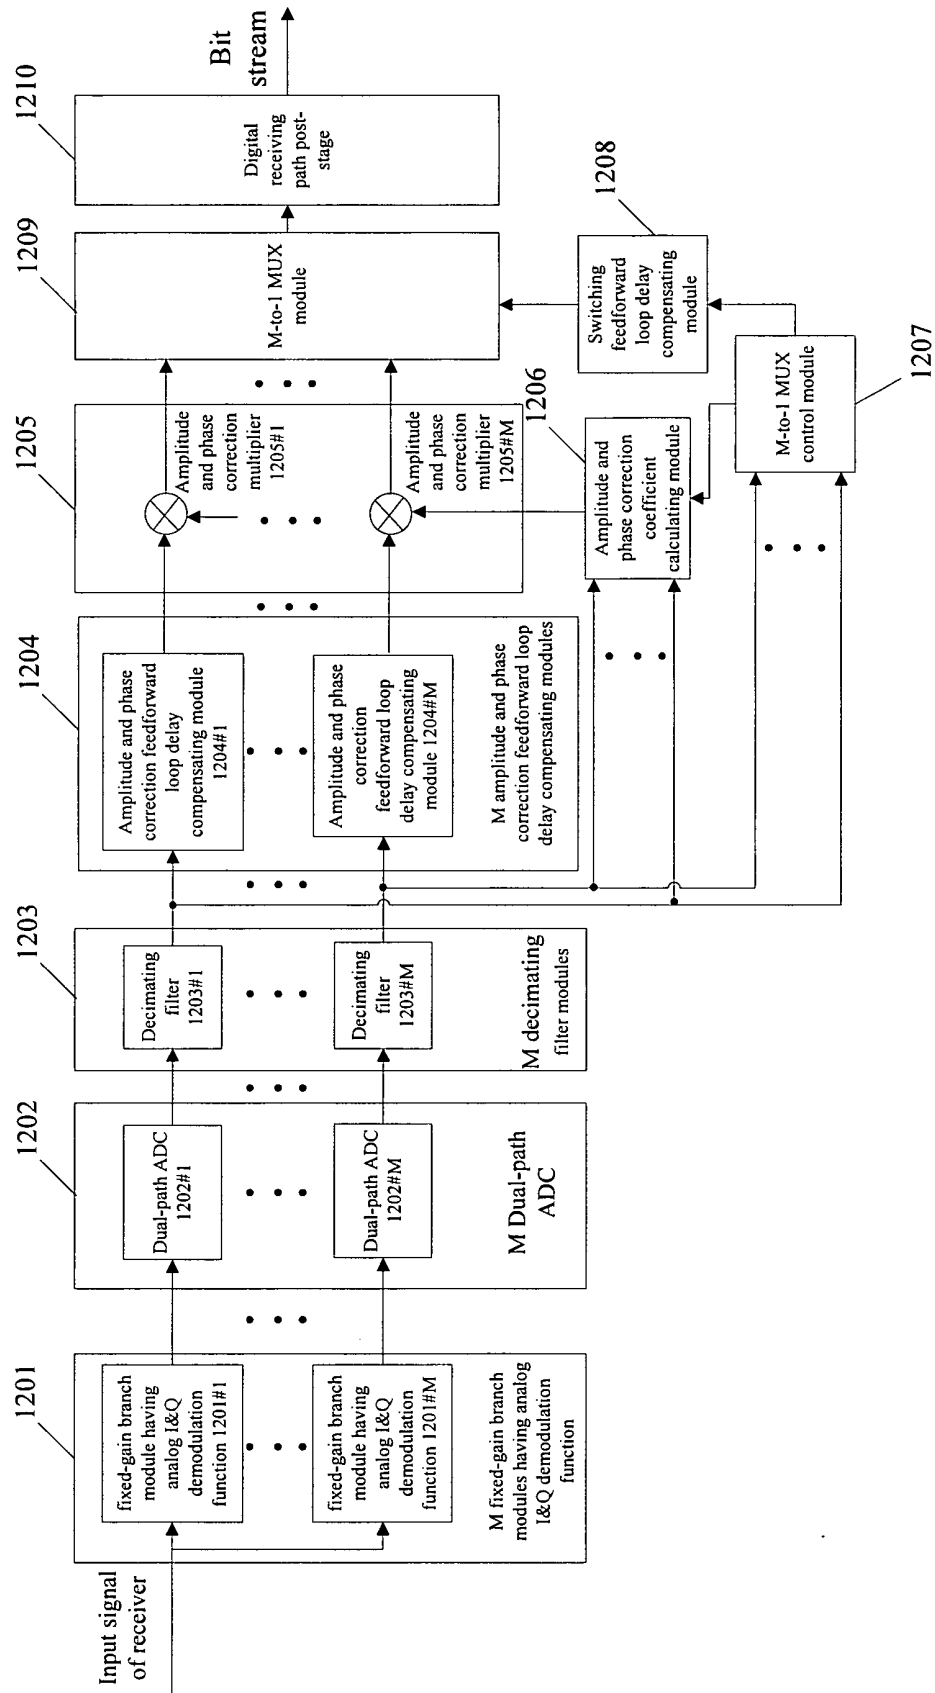 Input signal
of receiver
1201
fixed-gain branch
module having
analog I&Q
demodulation
function 1201#1
fixed-gain branch
module having
analog I&Q
demodulation
function 1201#M
M fixed-gain branch
modules having analog
I&Q demodulation
function
1202
Dual-path ADC
1202#1
Dual-path ADC
1202#M
M Dual-path
ADC
1203
Decimating
filter
1203#1
Decimating
filter
1203#M
M decimating
filter modules
1204
Amplitude and phase
correction feedforward
loop delay
compensating module
1204#1
Amplitude and phase
correction
feedforward loop
delay compensating
module 1204#M
M amplitude and phase
correction feedforward loop
delay compensating modules
1205
Amplitude
and phase
correction
multiplier
1205#1
Amplitude
and phase
correction
multiplier
1205#M
1206
Amplitude and
phase correction
coefficient
calculating module
1207
M-to-1 MUX
control module
1208
Switching
feedforward
loop delay
compensating
module
1209
M-to-1 MUX
module
1210
Digital
receiving
path post-
stage
Bit
stream